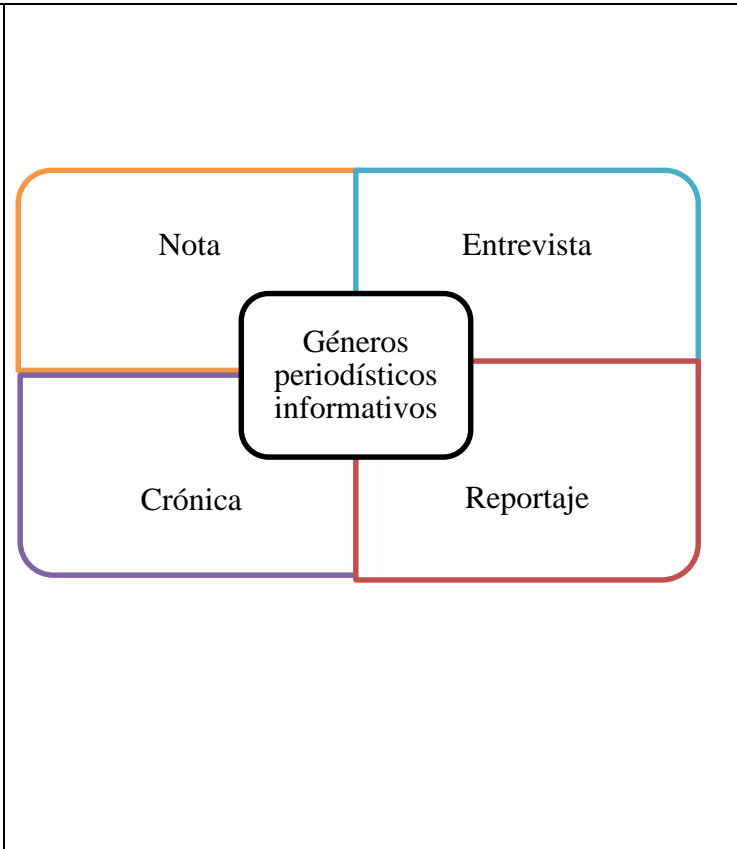 Nota
Entrevista
Géneros
periodísticos
informativos
Crónica
Reportaje